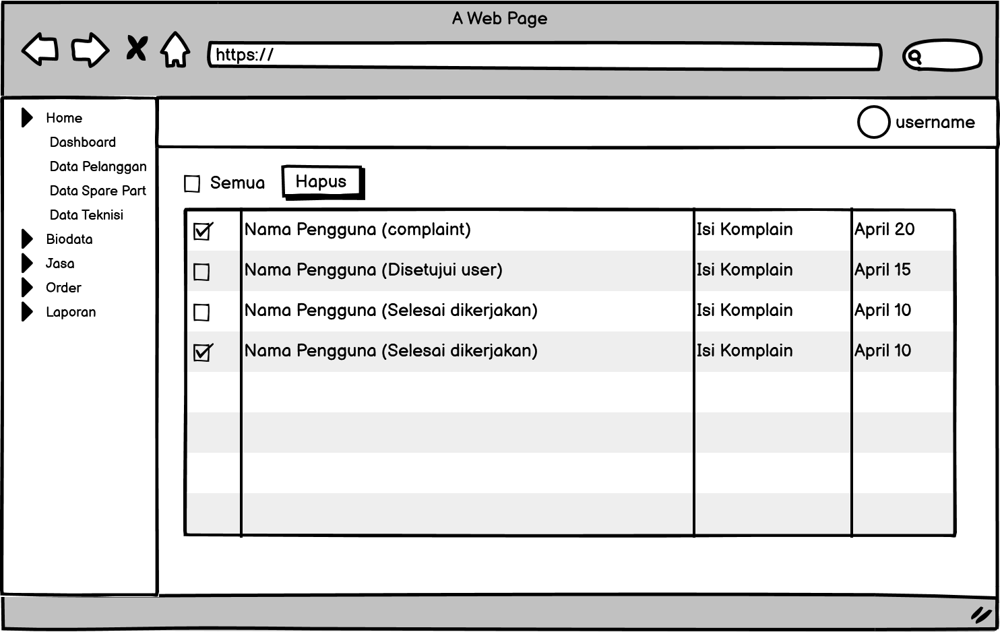 A Web Page
https://
username
Home
Dashboard
Data Pelanggan
Data Spare Part
Data Teknisi
Biodata
Jasa
Order
Laporan
Semua Hapus
Nama Pengguna (complaint) Isi Komplain April 20
Nama Pengguna (Disetujui user) Isi Komplain April 15
Nama Pengguna (Selesai dikerjakan) Isi Komplain April 10
Nama Pengguna (Selesai dikerjakan) Isi Komplain April 10